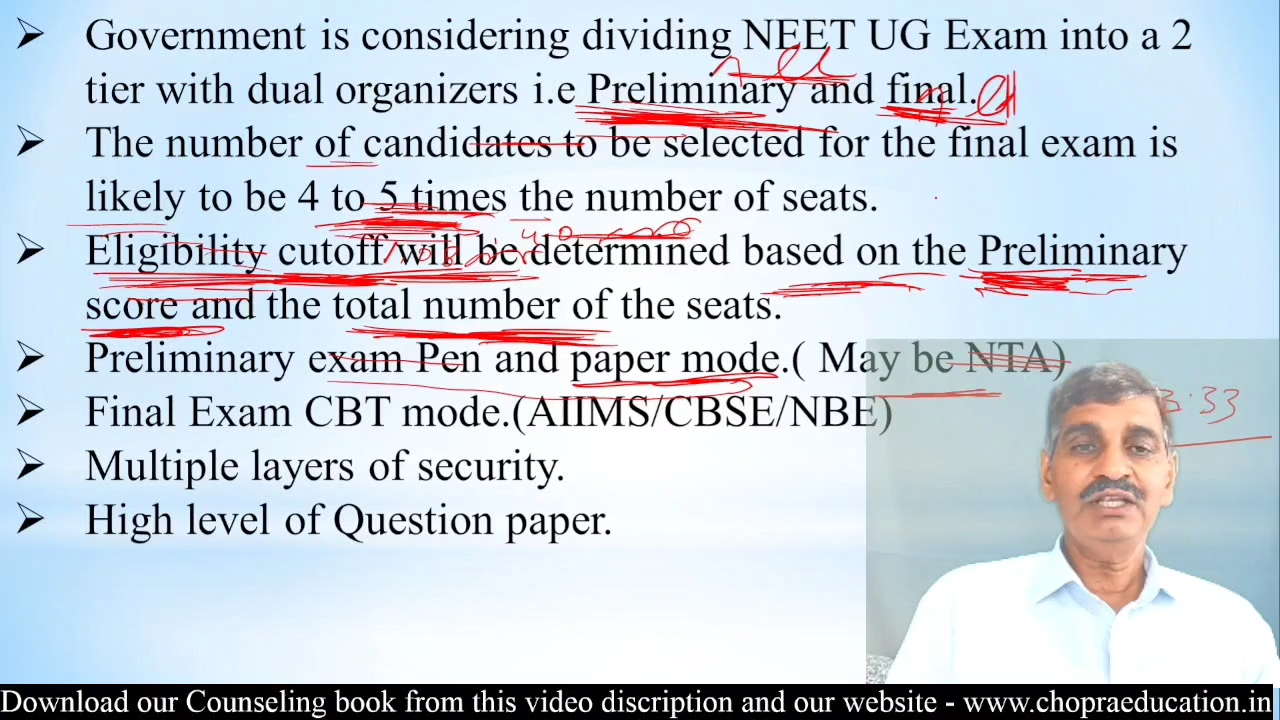 ➢ Government is considering dividing NEET UG Exam into a 2
tier with dual organizers i.e Preliminary and final.
➢ The number of candidates to be selected for the final exam is
likely to be 4 to 5 times the number of seats.
➢ Eligibility cutoff will be determined based on the Preliminary
score and the total number of the seats.
➢ Preliminary exam Pen and paper mode.( May be NTA)
➢ Final Exam CBT mode.(AIIMS/CBSE/NBE)
3.33
➢ Multiple layers of security.
➢ High level of Question paper.
Download our Counseling book from this video discription and our website - www.chopraeducation.in